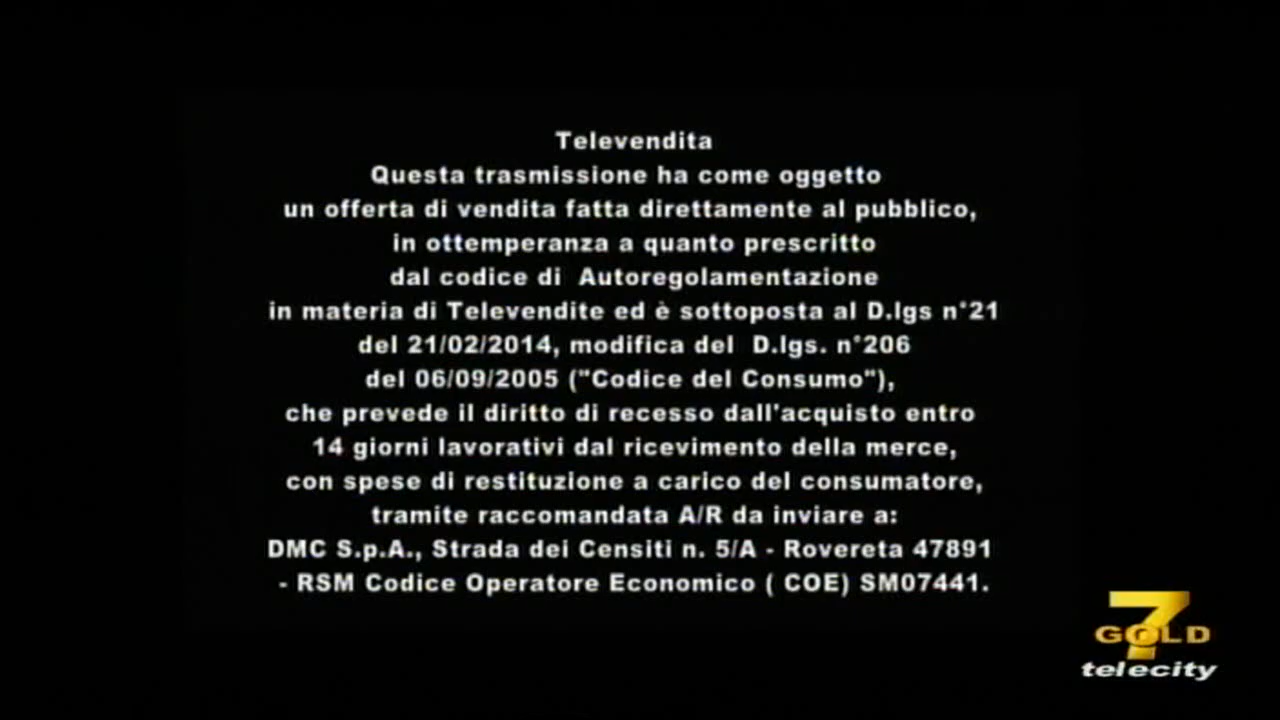 Televendita
Questa trasmissione ha come oggetto
un offerta di vendita fatta direttamente al pubblico,
in ottemperanza a quanto prescritto
dal codice di  Autoregolamentazione
in materia di Televendite ed è sottoposta al D.lgs n°21
del 21/02/2014, modifica del  D.lgs. n°206
del 06/09/2005 ("Codice del Consumo"),
che prevede il diritto di recesso dall'acquisto entro
14 giorni lavorativi dal ricevimento della merce,
con spese di restituzione a carico del consumatore,
tramite raccomandata A/R da inviare a:
DMC S.p.A., Strada dei Censiti n. 5/A - Rovereta 47891
- RSM Codice Operatore Economico ( COE) SM07441.
7
GOLD
telecity